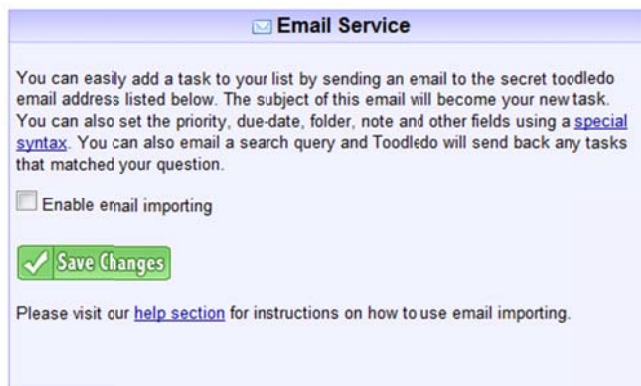 Email Service
You can easily add a task to your list by sending an email to the secret toodledo
email address listed below. The subject of this email will become your new task.
You can also set the priority, due-date, folder, note and other fields using a special
syntax. You can also email a search query and Toodledo will send back any tasks
that matched your question.
Enable email importing
Save Changes
Please visit our help section for instructions on how to use email importing.